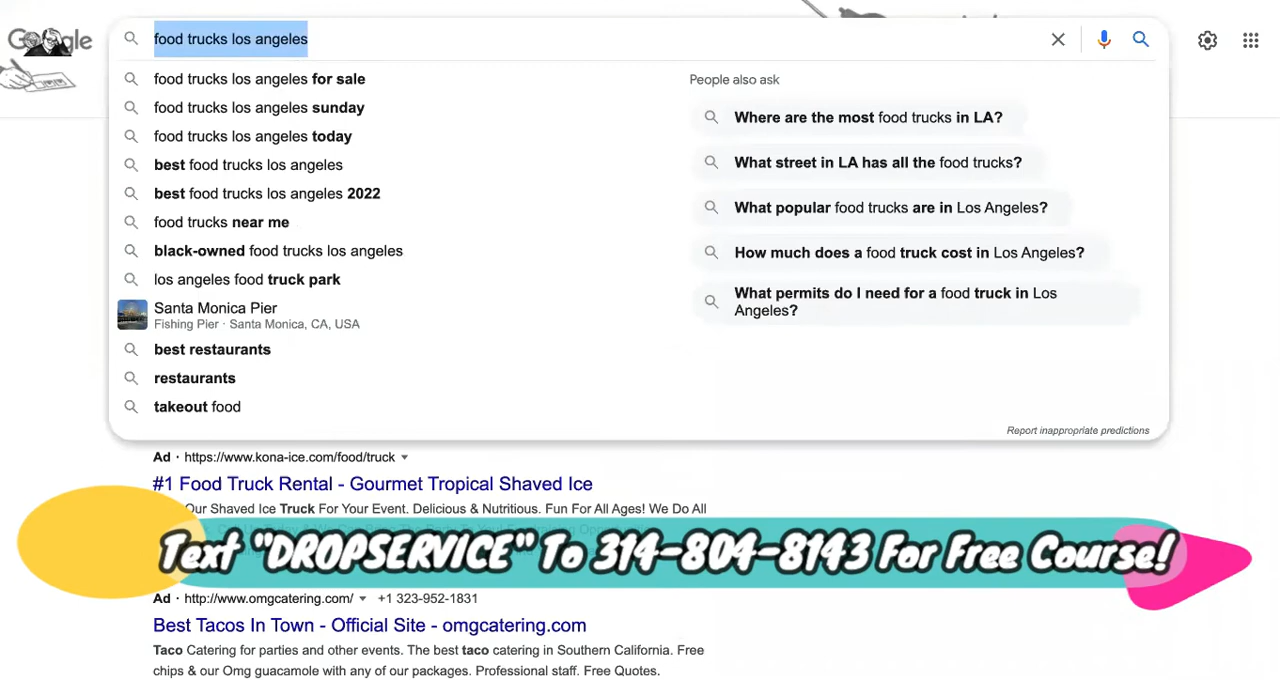 Google
food trucks los angeles
food trucks los angeles for sale
food trucks los angeles sunday
food trucks los angeles today
best food trucks los angeles
best food trucks los angeles 2022
food trucks near me
black-owned food trucks los angeles
los angeles food truck park
Santa Monica Pier
Fishing Pier · Santa Monica, CA, USA
best restaurants
restaurants
takeout food
People also ask
Where are the most food trucks in LA?
What street in LA has all the food trucks?
What popular food trucks are in Los Angeles?
How much does a food truck cost in Los Angeles?
What permits do I need for a food truck in Los
Angeles?
Report inappropriate predictions
Ad · https://www.kona-ice.com/food/truck
#1 Food Truck Rental - Gourmet Tropical Shaved Ice
Our Shaved Ice Truck For Your Event. Delicious & Nutritious. Fun For All Ages! We Do All
Text "DROPSERVICE" To 314-804-8143 For Free Course!
Ad · http://www.omgcatering.com/ +1 323-952-1831
Best Tacos In Town - Official Site - omgcatering.com
Taco Catering for parties and other events. The best taco catering in Southern California. Free
chips & our Omg guacamole with any of our packages. Professional staff. Free Quotes.